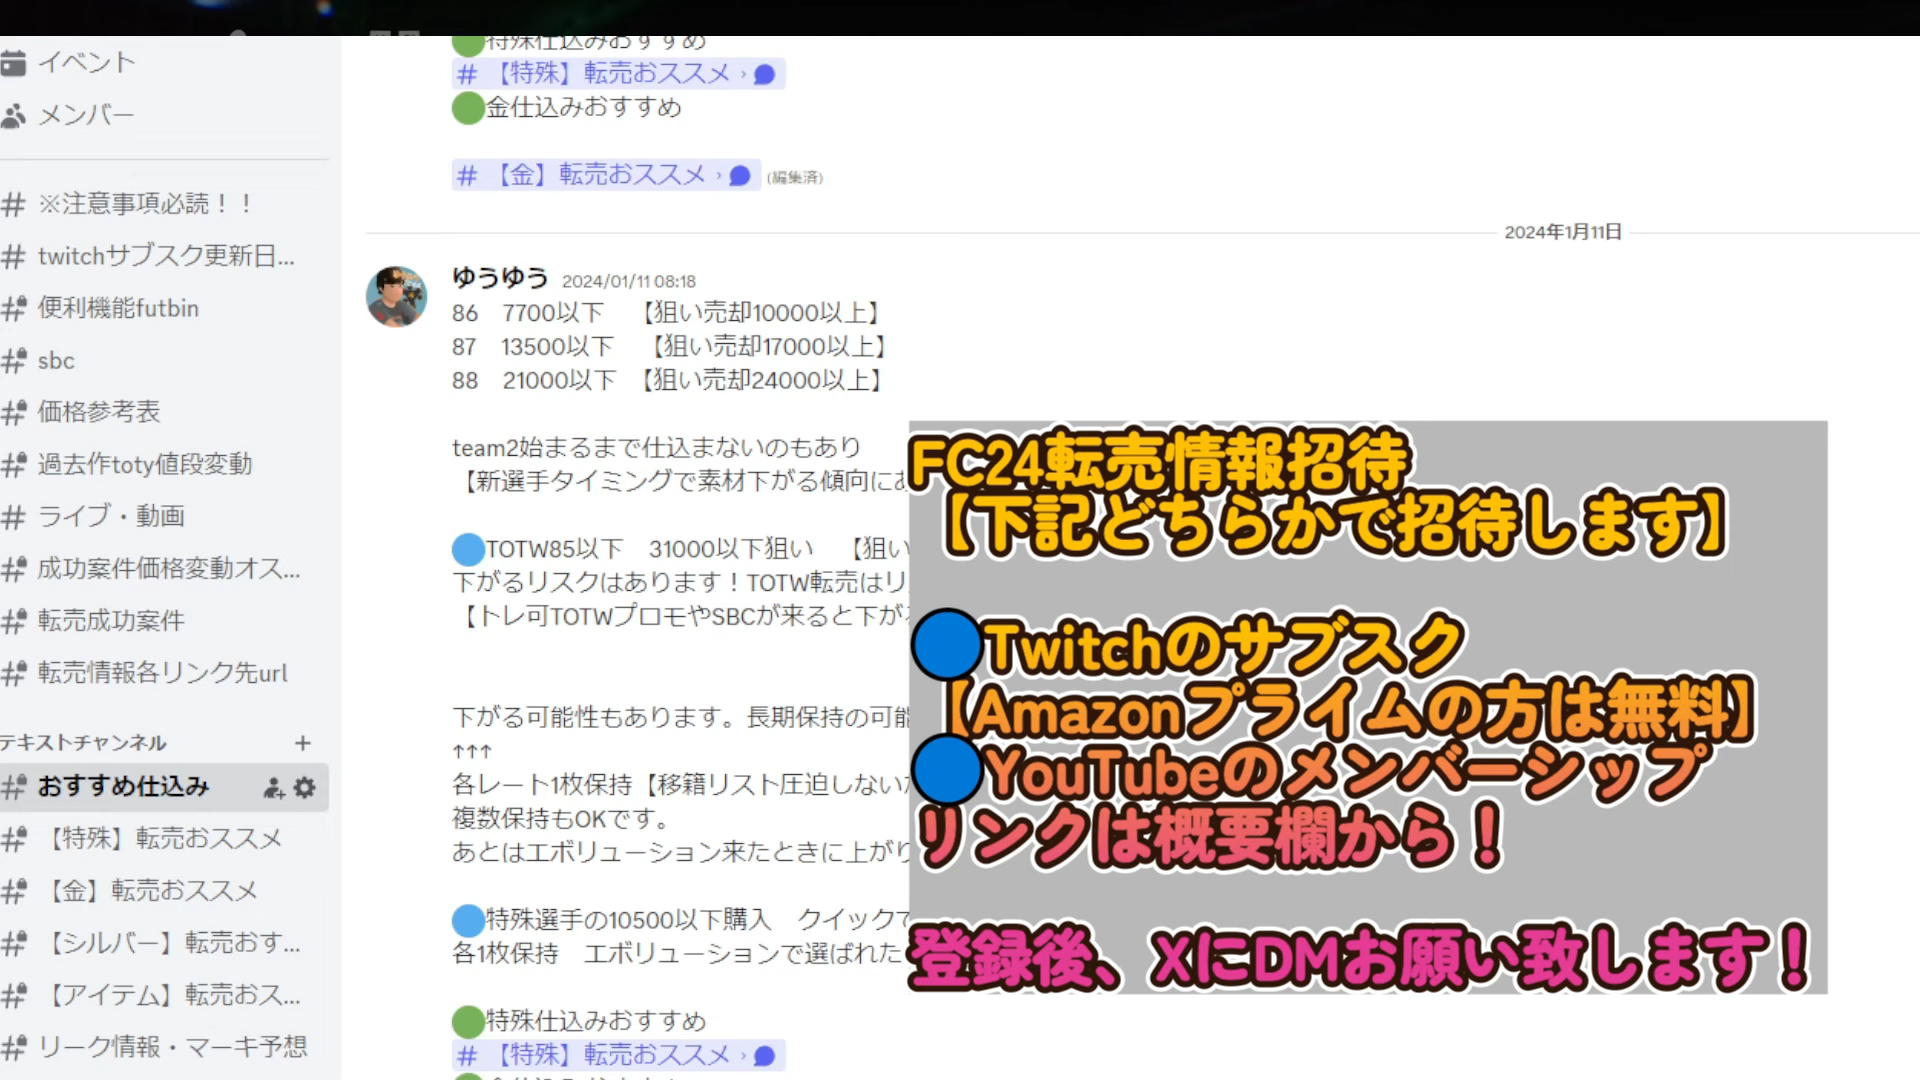 イベント
メンバー
※注意事項必読！！
twitchサブスク更新日...
便利機能futbin
sbc
価格参考表
過去作toty値段変動
ライブ・動画
成功案件価格変動オス...
転売成功案件
転売情報各リンク先url
テキストチャンネル
おすすめ仕込み
【特殊】転売おススメ
【金】転売おススメ
【シルバー】転売おす...
【アイテム】転売おス...
リーク情報・マーキ予想
特殊仕込みおすすめ
# 【特殊】転売おススメ ›
金仕込みおすすめ
# 【金】転売おススメ › (編集済)
2024年1月11日
ゆうゆう 2024/01/11 08:18
86 7700以下 【狙い売却10000以上】
87 13500以下 【狙い売却17000以上】
88 21000以下 【狙い売却24000以上】
team2始まるまで仕込まないのもあり
【新選手タイミングで素材下がる傾向に
TOTW85以下 31000以下狙い 【狙い
下がるリスクはあります！TOTW転売はリ
【トレ可TOTWプロモやSBCが来ると下が
下がる可能性もあります。長期保持の可能
↑↑↑
各レート1枚保持【移籍リスト圧迫しない
複数保持もOKです。
あとはエボリューション来たときに上がり
特殊選手の10500以下購入 クイックで
各1枚保持 エボリューションで選ばれた
特殊仕込みおすすめ
# 【特殊】転売おススメ ›
FC24転売情報招待
【下記どちらかで招待します】
Twitchのサブスク
【Amazonプライムの方は無料】
YouTubeのメンバーシップ
リンクは概要欄から！
登録後、XにDMお願い致します！